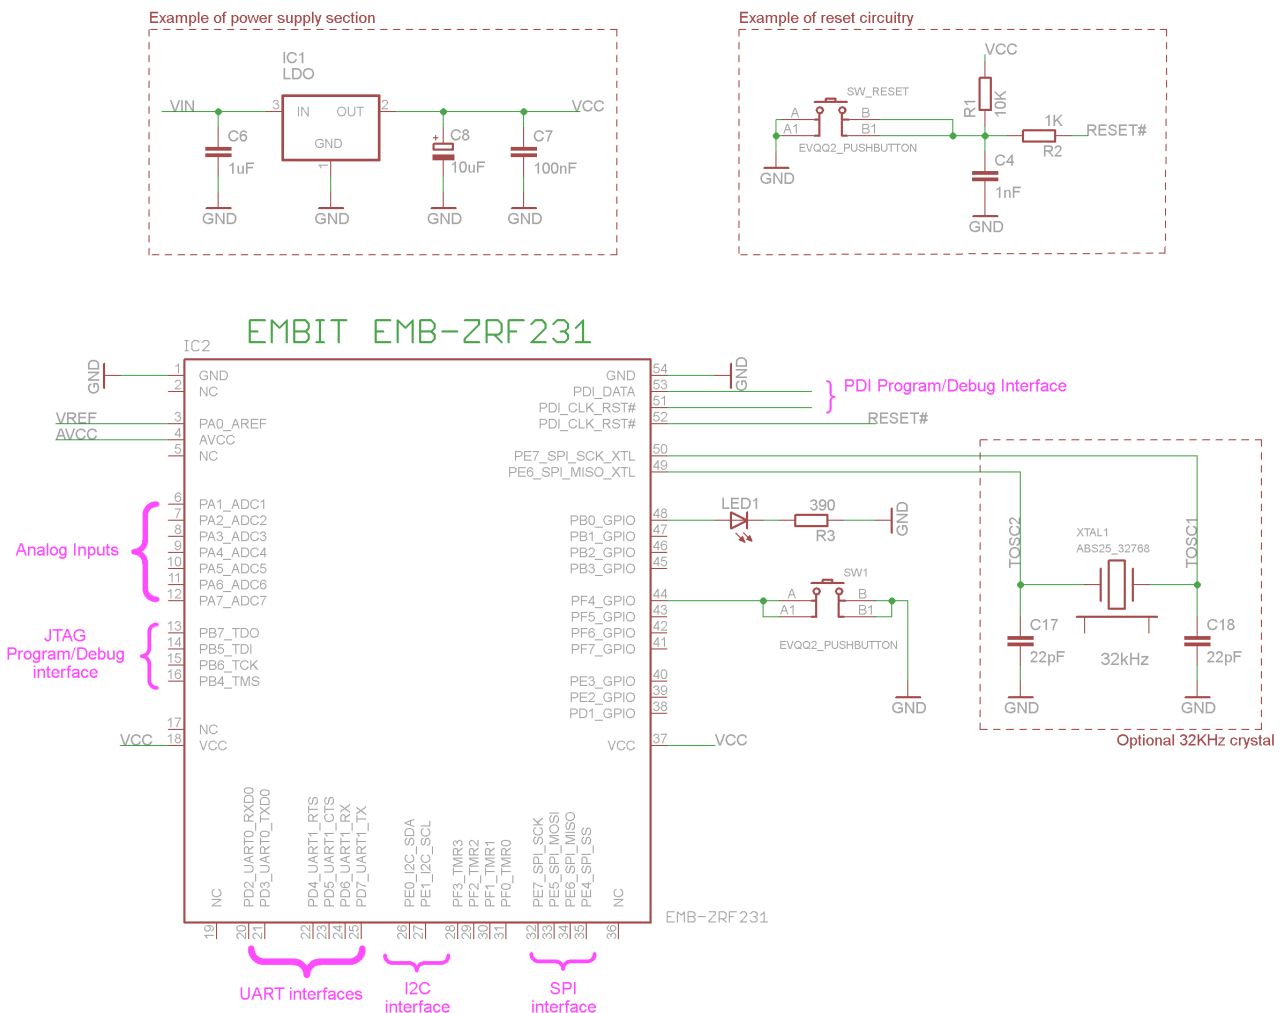 Example of power supply section
IC1
LDO
VIN
3
IN
OUT
2
VCC
GND
1
C6
1uF
C8
+
10uF
C7
100nF
GND
GND
GND
GND
Example of reset circuitry
VCC
SW_RESET
R1
10K
A
B
A1
B1
1K
RESET#
EVQQ2_PUSHBUTTON
R2
GND
C4
1nF
GND
EMBIT EMB-ZRF231
IC2
GND
1
GND
2
NC
VREF
3
PA0_AREF
AVCC
4
AVCC
5
NC
6
PA1_ADC1
7
PA2_ADC2
8
PA3_ADC3
9
PA4_ADC4
10
PA5_ADC5
11
PA6_ADC6
12
PA7_ADC7
Analog Inputs
13
PB7_TDO
14
PB5_TDI
15
PB6_TCK
16
PB4_TMS
JTAG
Program/Debug
interface
17
NC
VCC
18
VCC
GND
54
GND
PDI_DATA
53
PDI_CLK_RST#
51
PDI_CLK_RST#
52
RESET#
PDI Program/Debug Interface
PE7_SPI_SCK_XTL
50
PE6_SPI_MISO_XTL
49
PB0_GPIO
48
PB1_GPIO
47
PB2_GPIO
46
PB3_GPIO
45
PF4_GPIO
44
PF5_GPIO
43
PF6_GPIO
42
PF7_GPIO
41
PE3_GPIO
40
PE2_GPIO
39
PD1_GPIO
38
VCC
37
VCC
LED1
390
R3
GND
SW1
A
B
A1
B1
EVQQ2_PUSHBUTTON
GND
TOSC2
XTAL1
ABS25_32768
TOSC1
C17
22pF
32kHz
C18
22pF
GND
GND
Optional 32KHz crystal
NC
PD2_UART0_RXD0
PD3_UART0_TXD0
PD4_UART1_RTS
PD5_UART1_CTS
PD6_UART1_RX
PD7_UART1_TX
PE0_I2C_SDA
PE1_I2C_SCL
PF3_TMR3
PF2_TMR2
PF1_TMR1
PF0_TMR0
PE7_SPI_SCK
PE5_SPI_MOSI
PE6_SPI_MISO
PE4_SPI_SS
NC
EMB-ZRF231
19
20
21
22
23
24
25
26
27
28
29
30
31
32
33
34
35
36
UART interfaces
I2C
interface
SPI
interface